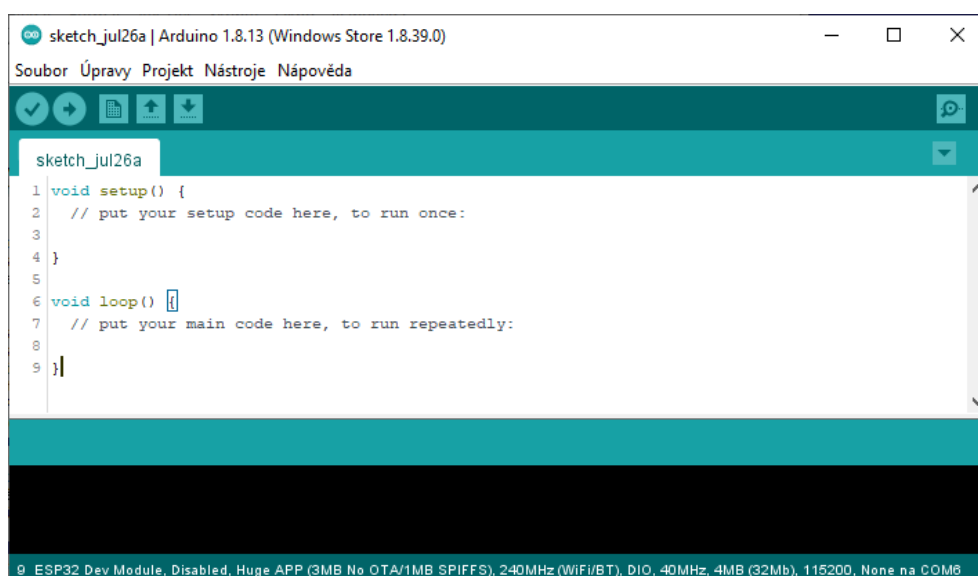 sketch_jul26a | Arduino 1.8.13 (Windows Store 1.8.39.0)
Soubor Úpravy Projekt Nástroje Nápověda
sketch_jul26a
1 void setup() {
2 // put your setup code here, to run once:
3
4 }
5
6 void loop() {
7 // put your main code here, to run repeatedly:
8
9 }
9 ESP32 Dev Module, Disabled, Huge APP (3MB No OTA/1MB SPIFFS), 240MHz (WiFi/BT), DIO, 40MHz, 4MB (32Mb), 115200, None na COM6